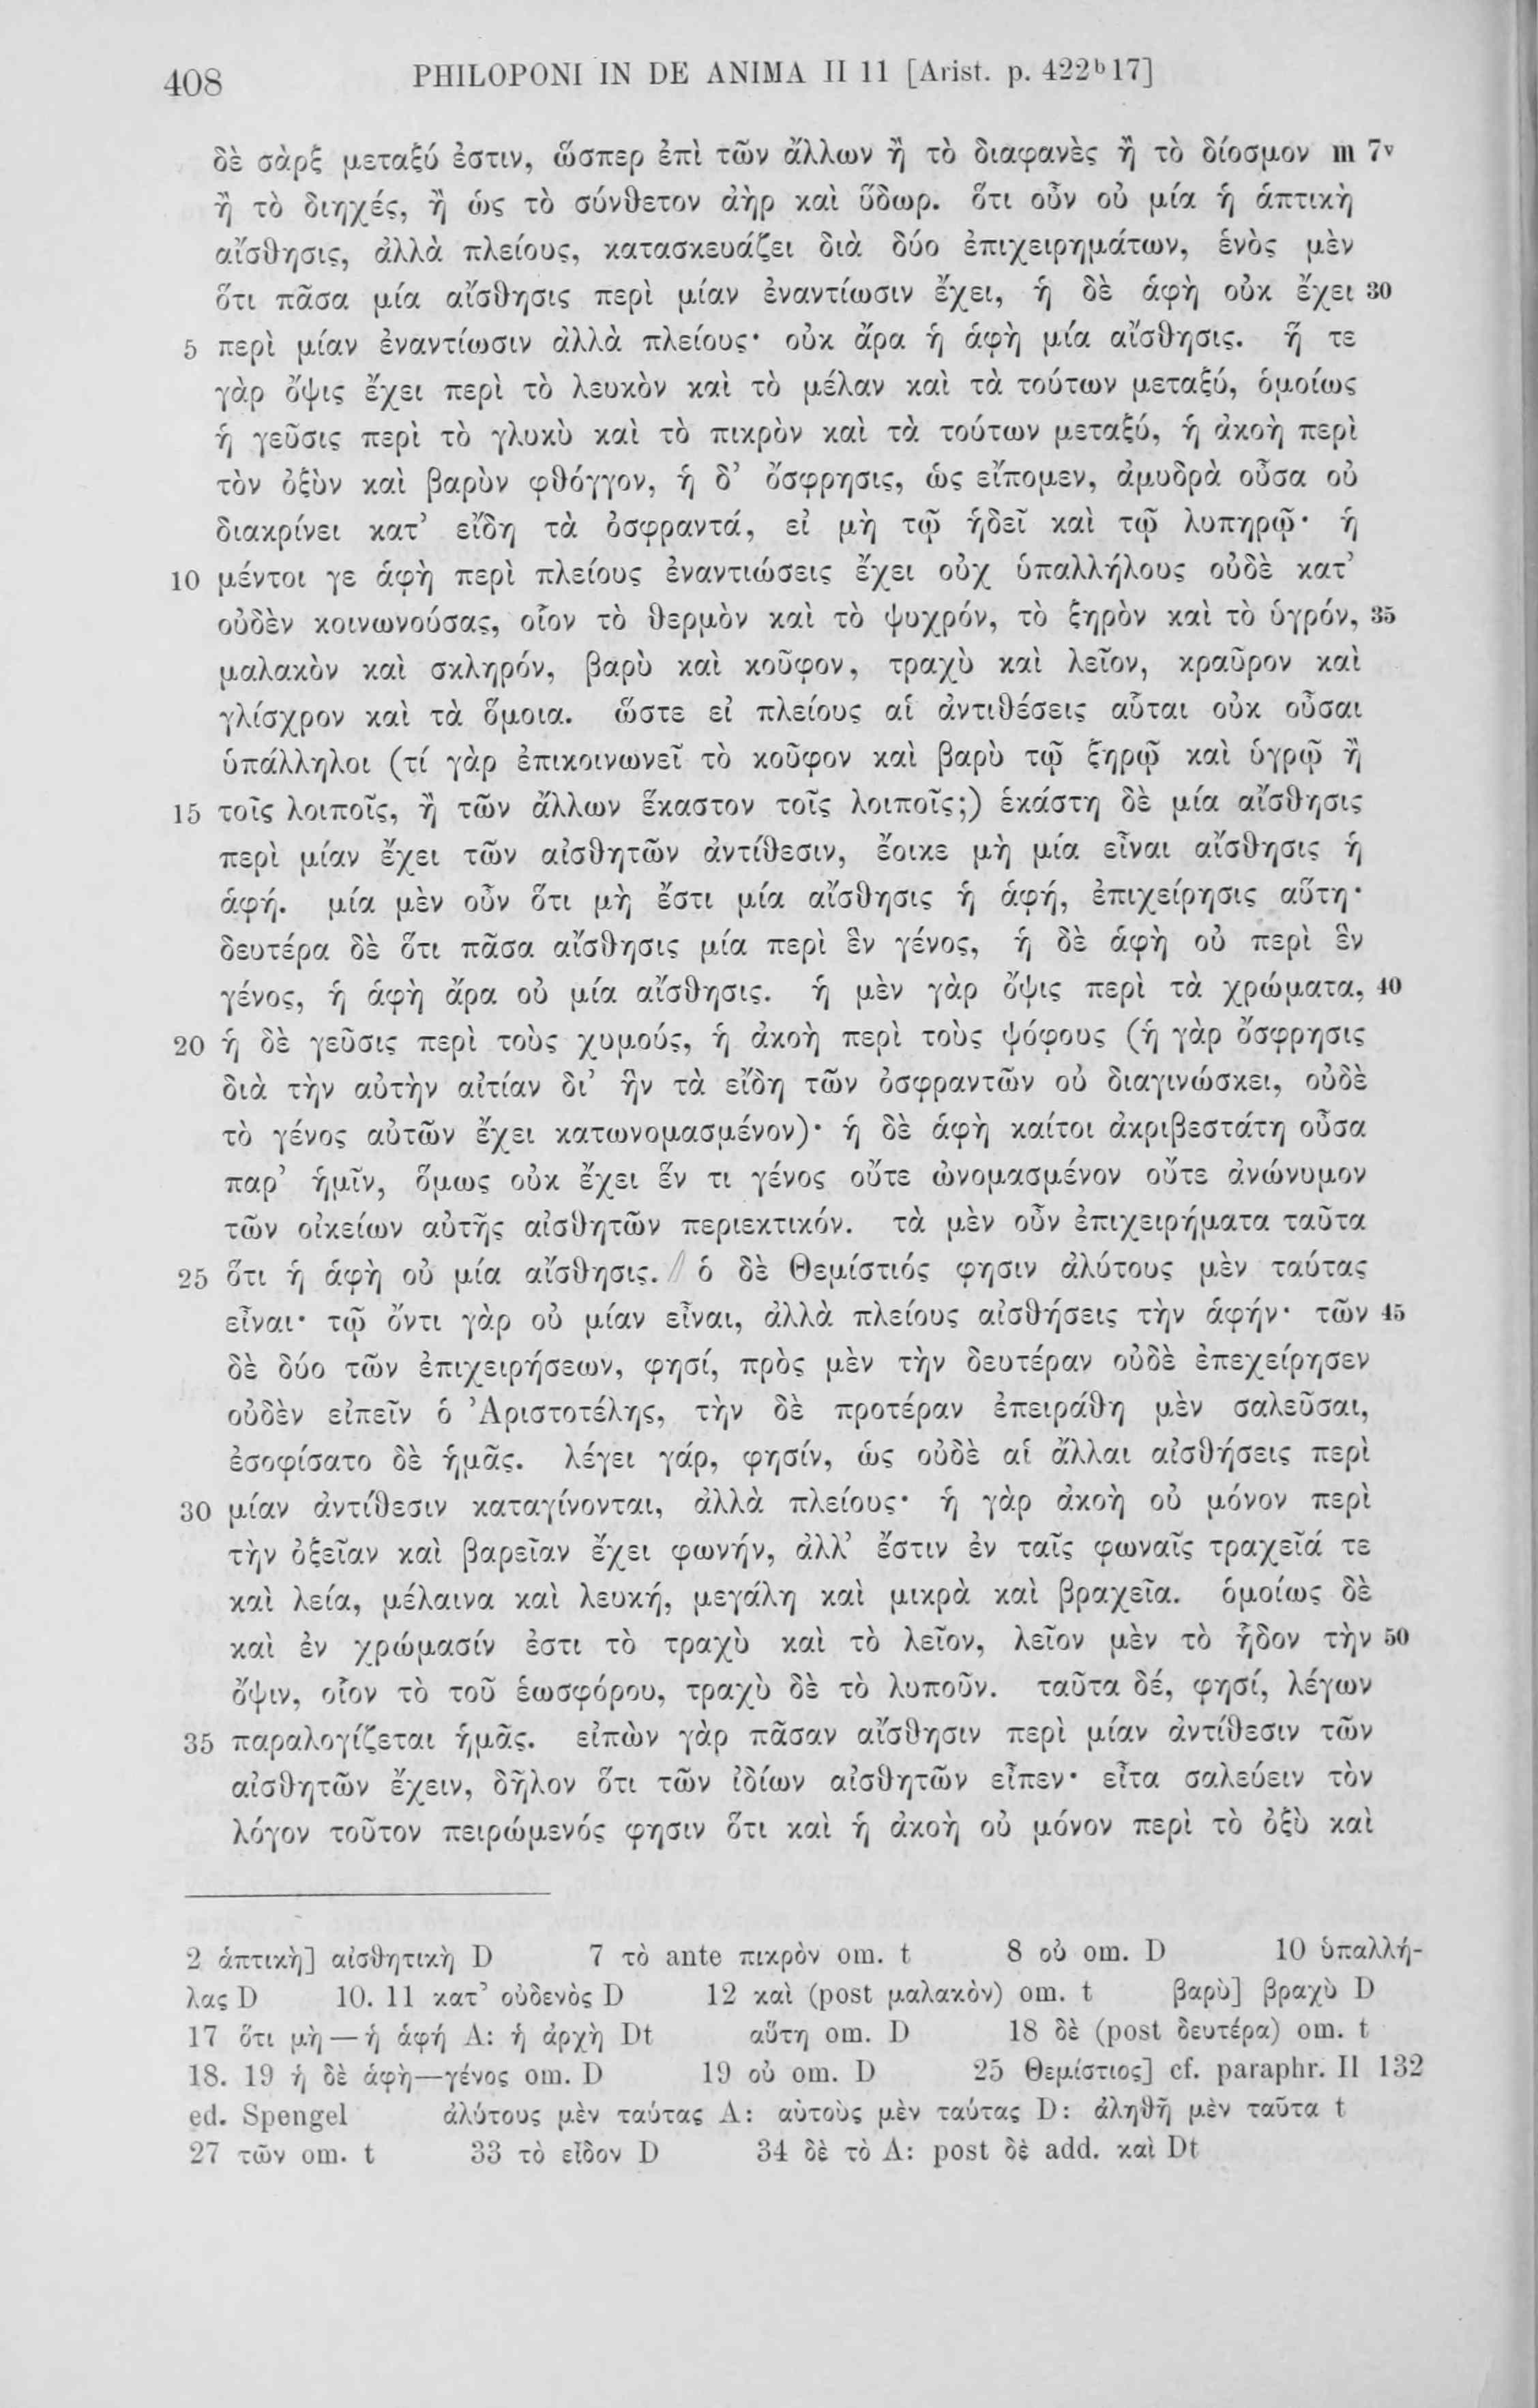 408 PHILOPONI IN DE ANIMA II 11 [Arist. p. 422ᵇ17]
δὲ σὰρξ μεταξύ ἐστιν, ὥσπερ ἐπὶ τῶν ἄλλων ἢ τὸ διαφανὲς ἢ τὸ δίοσμον m 7ᵛ
ἢ τὸ διηχές, ἢ ὡς τὸ σύνθετον ἀὴρ καὶ ὕδωρ. ὅτι οὖν οὐ μία ἡ ἁπτικὴ
αἴσθησις, ἀλλὰ πλείους, κατασκευάζει διὰ δύο ἐπιχειρημάτων, ἑνὸς μὲν
ὅτι πᾶσα μία αἴσθησις περὶ μίαν ἐναντίωσιν ἔχει, ἡ δὲ ἁφὴ οὐκ ἔχει 30
5 περὶ μίαν ἐναντίωσιν ἀλλὰ πλείους· οὐκ ἄρα ἡ ἁφὴ μία αἴσθησις. ἥ τε
γὰρ ὄψις ἔχει περὶ τὸ λευκὸν καὶ τὸ μέλαν καὶ τὰ τούτων μεταξύ, ὁμοίως
ἡ γεῦσις περὶ τὸ γλυκὺ καὶ τὸ πικρὸν καὶ τὰ τούτων μεταξύ, ἡ ἀκοὴ περὶ
τὸν ὀξὺν καὶ βαρὺν φθόγγον, ἡ δ’ ὄσφρησις, ὡς εἴπομεν, ἀμυδρὰ οὖσα οὐ
διακρίνει κατ’ εἴδη τὰ ὀσφραντά, εἰ μὴ τῷ ἡδεῖ καὶ τῷ λυπηρῷ· ἡ
10 μέντοι γε ἁφὴ περὶ πλείους ἐναντιώσεις ἔχει οὐχ ὑπαλλήλους οὐδὲ κατ’
οὐδὲν κοινωνούσας, οἷον τὸ θερμὸν καὶ τὸ ψυχρόν, τὸ ξηρὸν καὶ τὸ ὑγρόν, 35
μαλακὸν καὶ σκληρόν, βαρὺ καὶ κοῦφον, τραχὺ καὶ λεῖον, κραῦρον καὶ
γλίσχρον καὶ τὰ ὅμοια. ὥστε εἰ πλείους αἱ ἀντιθέσεις αὗται οὐκ οὖσαι
ὑπάλληλοι (τί γὰρ ἐπικοινωνεῖ τὸ κοῦφον καὶ βαρὺ τῷ ξηρῷ καὶ ὑγρῷ ἢ
15 τοῖς λοιποῖς, ἢ τῶν ἄλλων ἕκαστον τοῖς λοιποῖς;) ἑκάστη δὲ μία αἴσθησις
περὶ μίαν ἔχει τῶν αἰσθητῶν ἀντίθεσιν, ἔοικε μὴ μία εἶναι αἴσθησις ἡ
ἁφή. μία μὲν οὖν ὅτι μὴ ἔστι μία αἴσθησις ἡ ἁφή, ἐπιχείρησις αὕτη·
δευτέρα δὲ ὅτι πᾶσα αἴσθησις μία περὶ ἓν γένος, ἡ δὲ ἁφὴ οὐ περὶ ἓν
γένος, ἡ ἁφὴ ἄρα οὐ μία αἴσθησις. ἡ μὲν γὰρ ὄψις περὶ τὰ χρώματα, 40
20 ἡ δὲ γεῦσις περὶ τοὺς χυμούς, ἡ ἀκοὴ περὶ τοὺς ψόφους (ἡ γὰρ ὄσφρησις
διὰ τὴν αὐτὴν αἰτίαν δι’ ἣν τὰ εἴδη τῶν ὀσφραντῶν οὐ διαγινώσκει, οὐδὲ
τὸ γένος αὐτῶν ἔχει κατωνομασμένον)· ἡ δὲ ἁφὴ καίτοι ἀκριβεστάτη οὖσα
παρ’ ἡμῖν, ὅμως οὐκ ἔχει ἕν τι γένος οὔτε ὠνομασμένον οὔτε ἀνώνυμον
τῶν οἰκείων αὐτῆς αἰσθητῶν περιεκτικόν. τὰ μὲν οὖν ἐπιχειρήματα ταῦτα
25 ὅτι ἡ ἁφὴ οὐ μία αἴσθησις. // ὁ δὲ Θεμίστιός φησιν ἀλύτους μὲν ταύτας
εἶναι· τῷ ὄντι γὰρ οὐ μίαν εἶναι, ἀλλὰ πλείους αἰσθήσεις τὴν ἁφήν· τῶν 45
δὲ δύο τῶν ἐπιχειρήσεων, φησί, πρὸς μὲν τὴν δευτέραν οὐδὲ ἐπεχείρησεν
οὐδὲν εἰπεῖν ὁ Ἀριστοτέλης, τὴν δὲ προτέραν ἐπειράθη μὲν σαλεῦσαι,
ἐσοφίσατο δὲ ἡμᾶς. λέγει γάρ, φησίν, ὡς οὐδὲ αἱ ἄλλαι αἰσθήσεις περὶ
30 μίαν ἀντίθεσιν καταγίνονται, ἀλλὰ πλείους· ἡ γὰρ ἀκοὴ οὐ μόνον περὶ
τὴν ὀξεῖαν καὶ βαρεῖαν ἔχει φωνήν, ἀλλ’ ἔστιν ἐν ταῖς φωναῖς τραχεῖά τε
καὶ λεία, μέλαινα καὶ λευκή, μεγάλη καὶ μικρὰ καὶ βραχεῖα. ὁμοίως δὲ
καὶ ἐν χρώμασίν ἐστι τὸ τραχὺ καὶ τὸ λεῖον, λεῖον μὲν τὸ ἧδον τὴν 50
ὄψιν, οἷον τὸ τοῦ ἑωσφόρου, τραχὺ δὲ τὸ λυποῦν. ταῦτα δέ, φησί, λέγων
35 παραλογίζεται ἡμᾶς. εἰπὼν γὰρ πᾶσαν αἴσθησιν περὶ μίαν ἀντίθεσιν τῶν
αἰσθητῶν ἔχειν, δῆλον ὅτι τῶν ἰδίων αἰσθητῶν εἶπεν· εἶτα σαλεύειν τὸν
λόγον τοῦτον πειρώμενός φησιν ὅτι καὶ ἡ ἀκοὴ οὐ μόνον περὶ τὸ ὀξὺ καὶ
2 ἁπτικὴ] αἰσθητικὴ D 7 τὸ ante πικρὸν om. t 8 οὐ om. D 10 ὑπαλλή-
λας D 10. 11 κατ’ οὐδενὸς D 12 καὶ (post μαλακὸν) om. t βαρὺ] βραχὺ D
17 ὅτι μὴ — ἡ ἁφή A: ἡ ἀρχὴ Dt αὕτη om. D 18 δὲ (post δευτέρα) om. t
18. 19 ἡ δὲ ἁφὴ—γένος om. D 19 οὐ om. D 25 Θεμίστιος] cf. paraphr. II 132
ed. Spengel ἀλύτους μὲν ταύτας A: αὐτοὺς μὲν ταύτας D: ἀληθῆ μὲν ταῦτα t
27 τῶν om. t 33 τὸ εἶδον D 34 δὲ τὸ A: post δὲ add. καὶ Dt